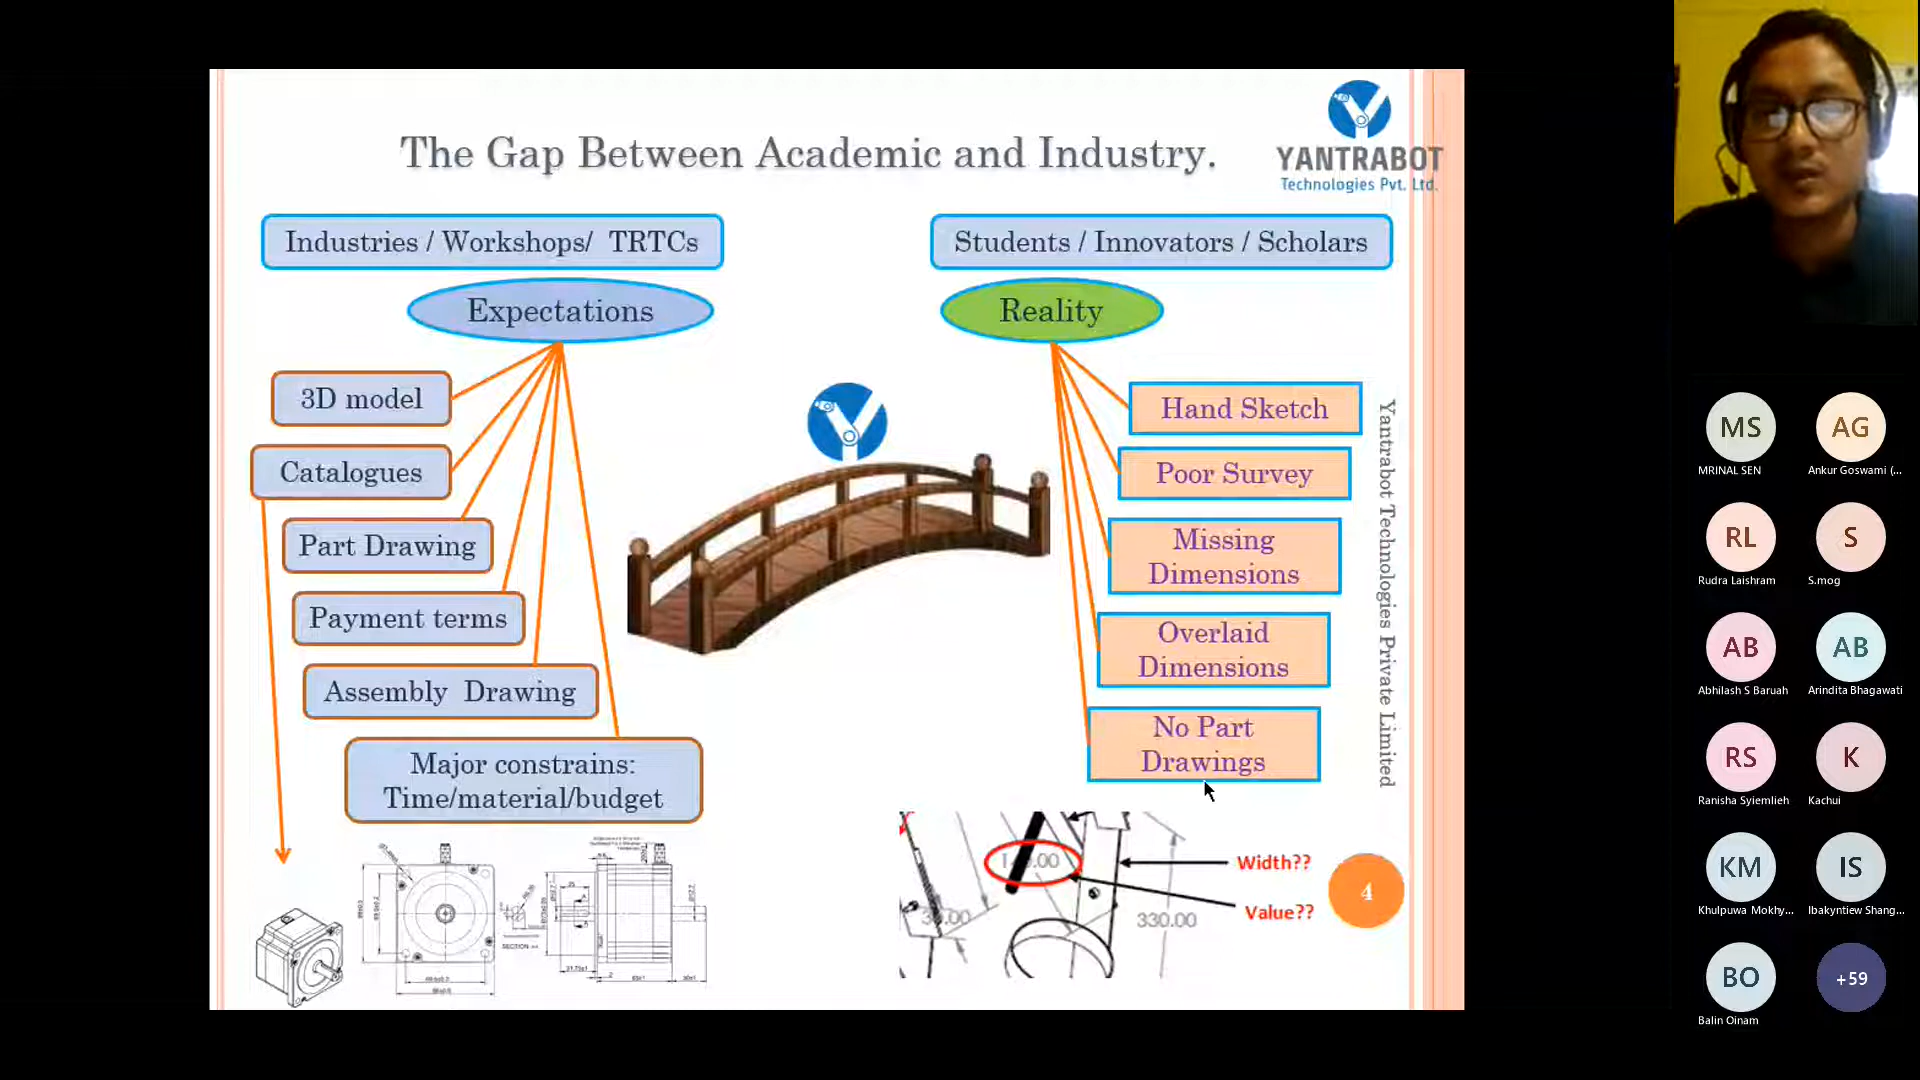 The Gap Between Academic and Industry.
YANTRABOT
Technologies Pvt. Ltd.
Industries / Workshops/ TRTCs
Expectations
3D model
Catalogues
Part Drawing
Payment terms
Assembly Drawing
Major constrains:
Time/material/budget
Students / Innovators / Scholars
Reality
Hand Sketch
Poor Survey
Missing
Dimensions
Overlaid
Dimensions
No Part
Drawings
Yantrabot Technologies Private Limited
Width??
Value??
330.00
4
MS
MRINAL SEN
AG
Ankur Goswami (...
RL
Rudra Laishram
S
S.mog
AB
Abhilash S Baruah
AB
Arindita Bhagawati
RS
Ranisha Syiemlieh
K
Kachui
KM
Khulpuwa Mokhy...
IS
Ibakyntiew Shang...
BO
Balin Oinam
+59